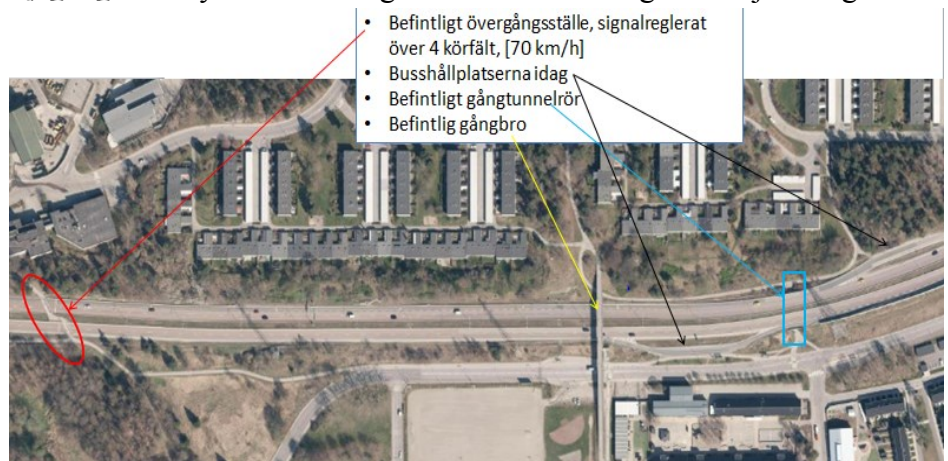 • Befintligt övergångsställe, signalreglerat
över 4 körfält, [70 km/h]
• Busshållplatserna idag
• Befintligt gångtunnelrör
• Befintlig gångbro